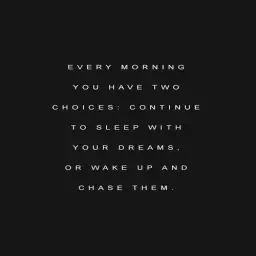 EVERY MORNING
YOU HAVE TWO
CHOICES: CONTINUE
TO SLEEP WITH
YOUR DREAMS,
OR WAKE UP AND
CHASE THEM.